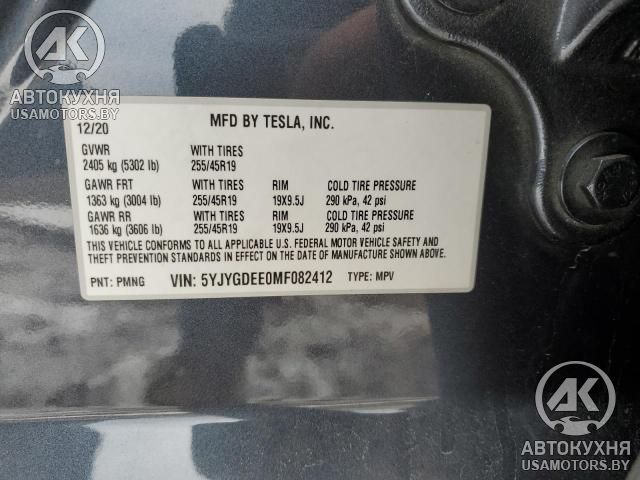 АК
АВТОКУХНЯ
USAMOTORS.BY
12/20 MFD BY TESLA, INC.
GVWR WITH TIRES
2405 kg (5302 lb) 255/45R19
GAWR FRT WITH TIRES RIM COLD TIRE PRESSURE
1363 kg (3004 lb) 255/45R19 19X9.5J 290 kPa, 42 psi
GAWR RR WITH TIRES RIM COLD TIRE PRESSURE
1636 kg (3606 lb) 255/45R19 19X9.5J 290 kPa, 42 psi
THIS VEHICLE CONFORMS TO ALL APPLICABLE U.S. FEDERAL MOTOR VEHICLE SAFETY AND
THEFT PREVENTION STANDARDS IN EFFECT ON THE DATE OF MANUFACTURE SHOWN ABOVE.
PNT: PMNG VIN: 5YJYGDEE0MF082412 TYPE: MPV
АК
АВТОКУХНЯ
USAMOTORS.BY